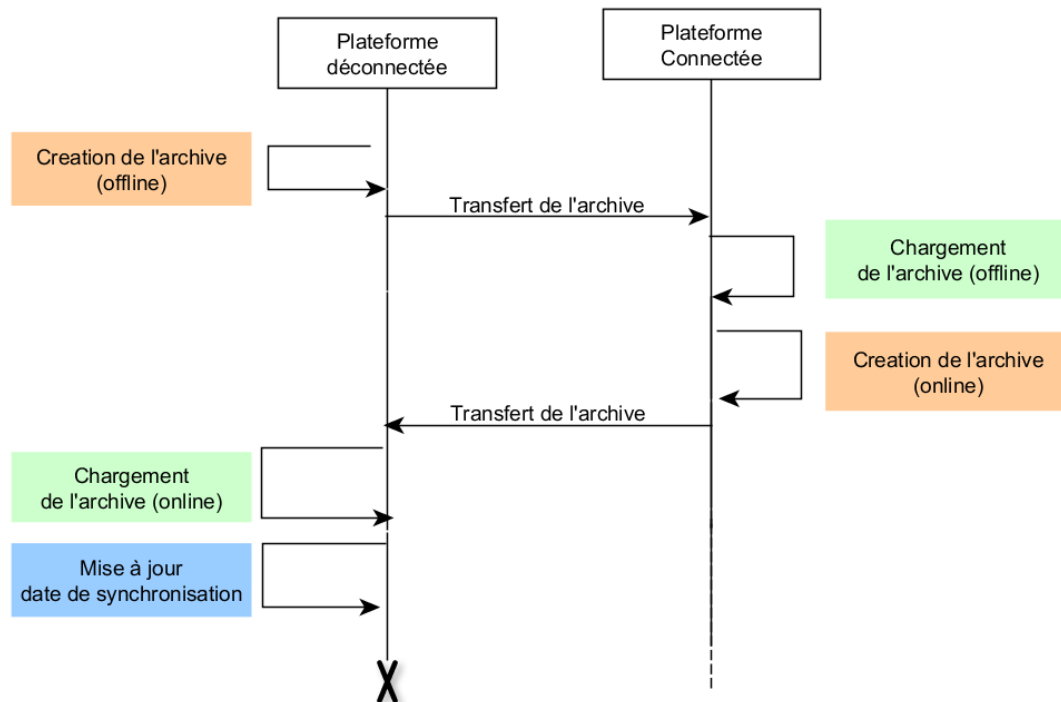 Plateforme
déconnectée
Plateforme
Connectée
Creation de l'archive
(offline)
Transfert de l'archive
Chargement
de l'archive (offline)
Creation de l'archive
(online)
Transfert de l'archive
Chargement
de l'archive (online)
Mise à jour
date de synchronisation